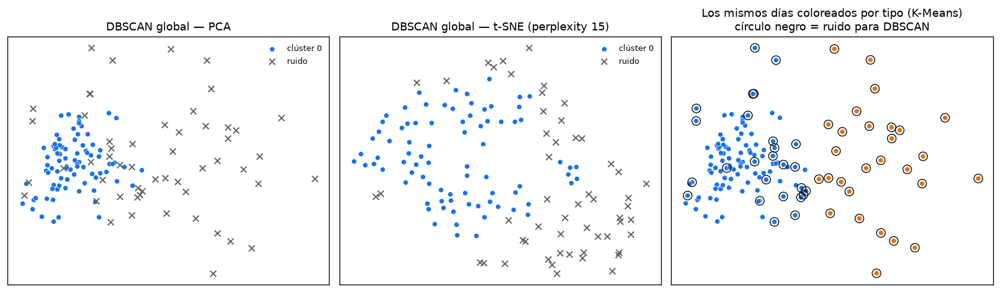 DBSCAN global — PCA
clúster 0
ruido
DBSCAN global — t-SNE (perplexity 15)
clúster 0
ruido
Los mismos días coloreados por tipo (K-Means)
círculo negro = ruido para DBSCAN